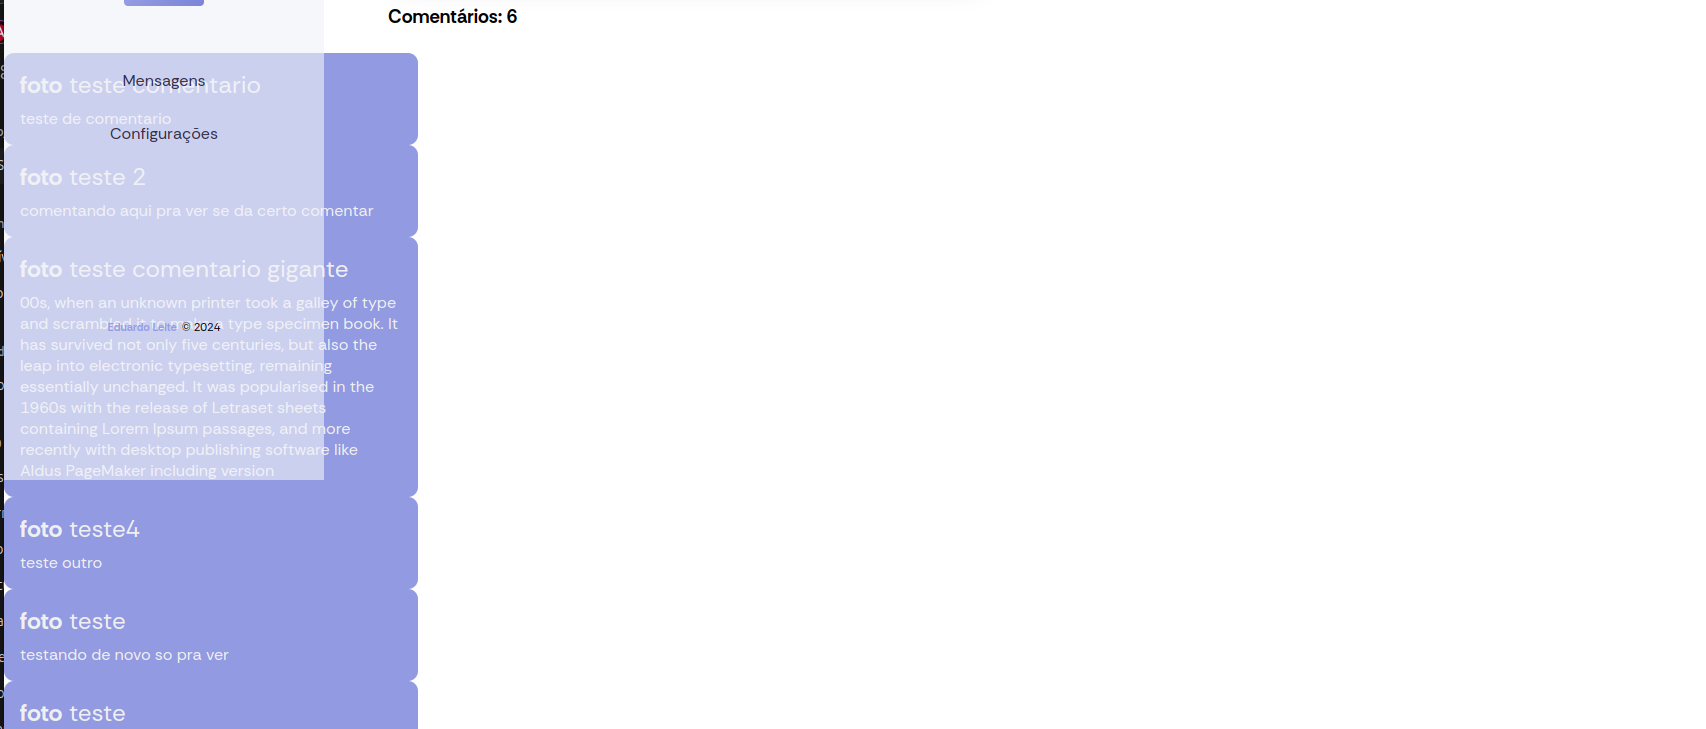 Comentários: 6
foto teste comentario
Mensagens
teste de comentario
Configurações
foto teste 2
comentando aqui pra ver se da certo comentar
foto teste comentario gigante
00s, when an unknown printer took a galley of type
and scrambled it to make a type specimen book. It
Eduardo Leite © 2024
has survived not only five centuries, but also the
leap into electronic typesetting, remaining
essentially unchanged. It was popularised in the
1960s with the release of Letraset sheets
containing Lorem Ipsum passages, and more
recently with desktop publishing software like
Aldus PageMaker including version
foto teste4
teste outro
foto teste
testando de novo so pra ver
foto teste